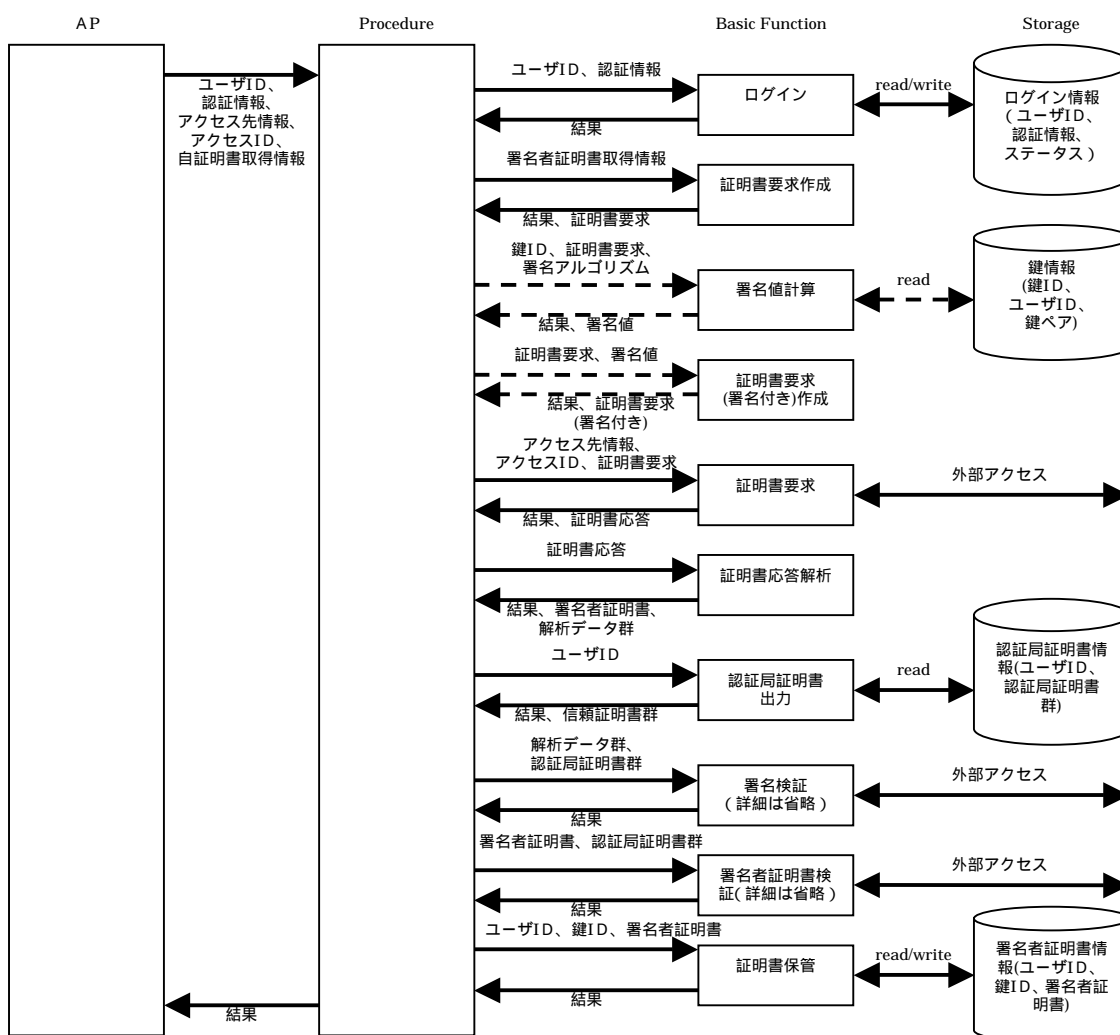 AP
Procedure
Basic Function
Storage
ユーザID、
認証情報、
アクセス先情報、
アクセスID、
自証明書取得情報
ユーザID、認証情報
ログイン
結果
read/write
ログイン情報
(ユーザID、
認証情報、
ステータス)
署名者証明書取得情報
証明書要求作成
結果、証明書要求
鍵ID、証明書要求、
署名アルゴリズム
署名値計算
結果、署名値
read
鍵情報
(鍵ID、
ユーザID、
鍵ペア)
証明書要求、署名値
証明書要求
(署名付き)作成
結果、証明書要求
(署名付き)
アクセス先情報、
アクセスID、証明書要求
証明書要求
結果、証明書応答
外部アクセス
証明書応答
証明書応答解析
結果、署名者証明書、
解析データ群
ユーザID
認証局証明書
出力
結果、信頼証明書群
read
認証局証明書情
報(ユーザID、
認証局証明書
群)
解析データ群、
認証局証明書群
署名検証
(詳細は省略)
結果
外部アクセス
署名者証明書、認証局証明書群
署名者証明書検
証(詳細は省略)
結果
外部アクセス
ユーザID、鍵ID、署名者証明書
証明書保管
結果
read/write
署名者証明書情
報(ユーザID、
鍵ID、署名者証
明書)
結果